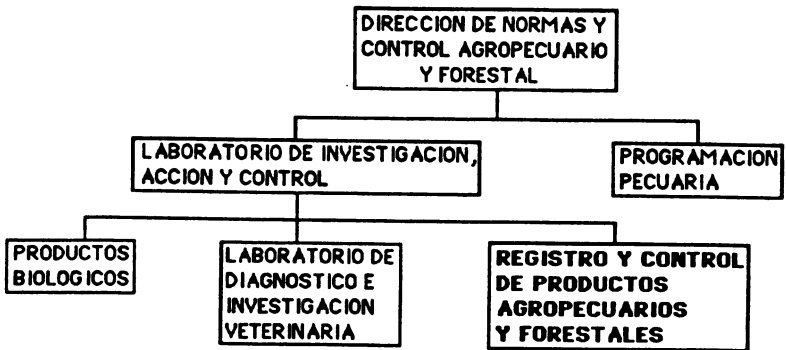 DIRECCION DE NORMAS Y
CONTROL AGROPECUARIO
Y FORESTAL
LABORATORIO DE INVESTIGACION,
ACCION Y CONTROL
PROGRAMACION
PECUARIA
PRODUCTOS
BIOLOGICOS
LABORATORIO DE
DIAGNOSTICO E
INVESTIGACION
VETERINARIA
REGISTRO Y CONTROL
DE PRODUCTOS
AGROPECUARIOS
Y FORESTALES